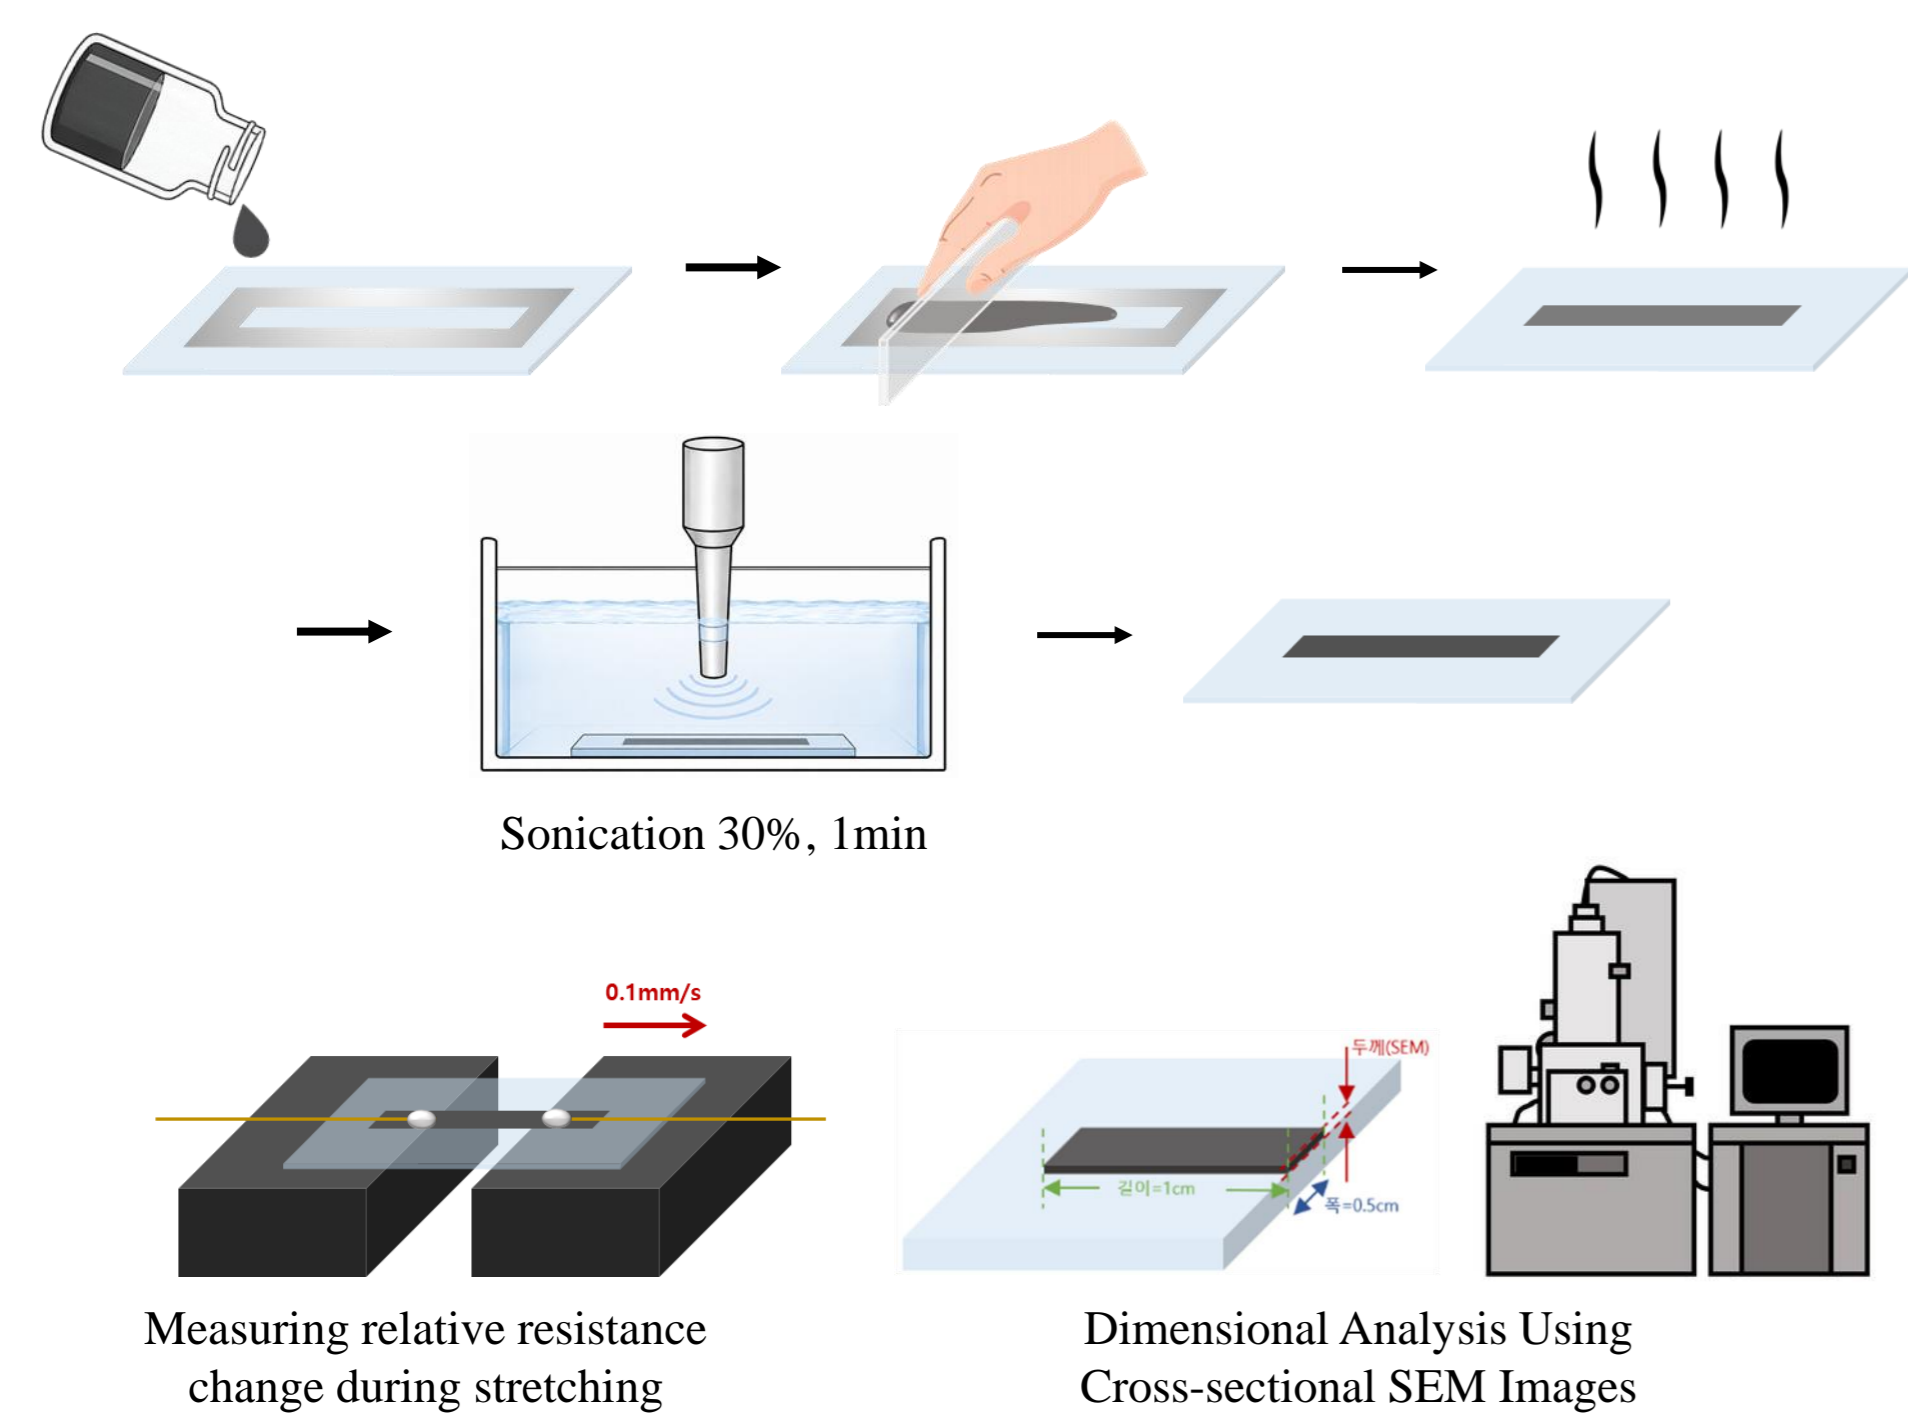 Sonication 30%, 1min
0.1mm/s
두께(SEM)
길이=1cm
폭=0.5cm
Measuring relative resistance
change during stretching
Dimensional Analysis Using
Cross-sectional SEM Images